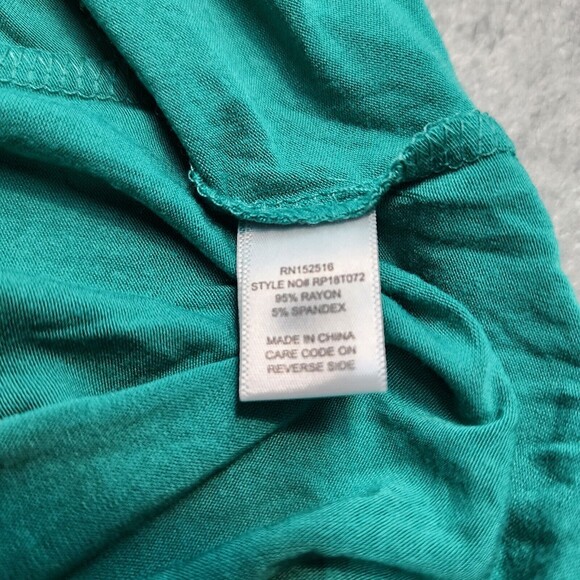 RN152516
STYLE NO# RP18T072
95% RAYON
5% SPANDEX
MADE IN CHINA
CARE CODE ON
REVERSE SIDE